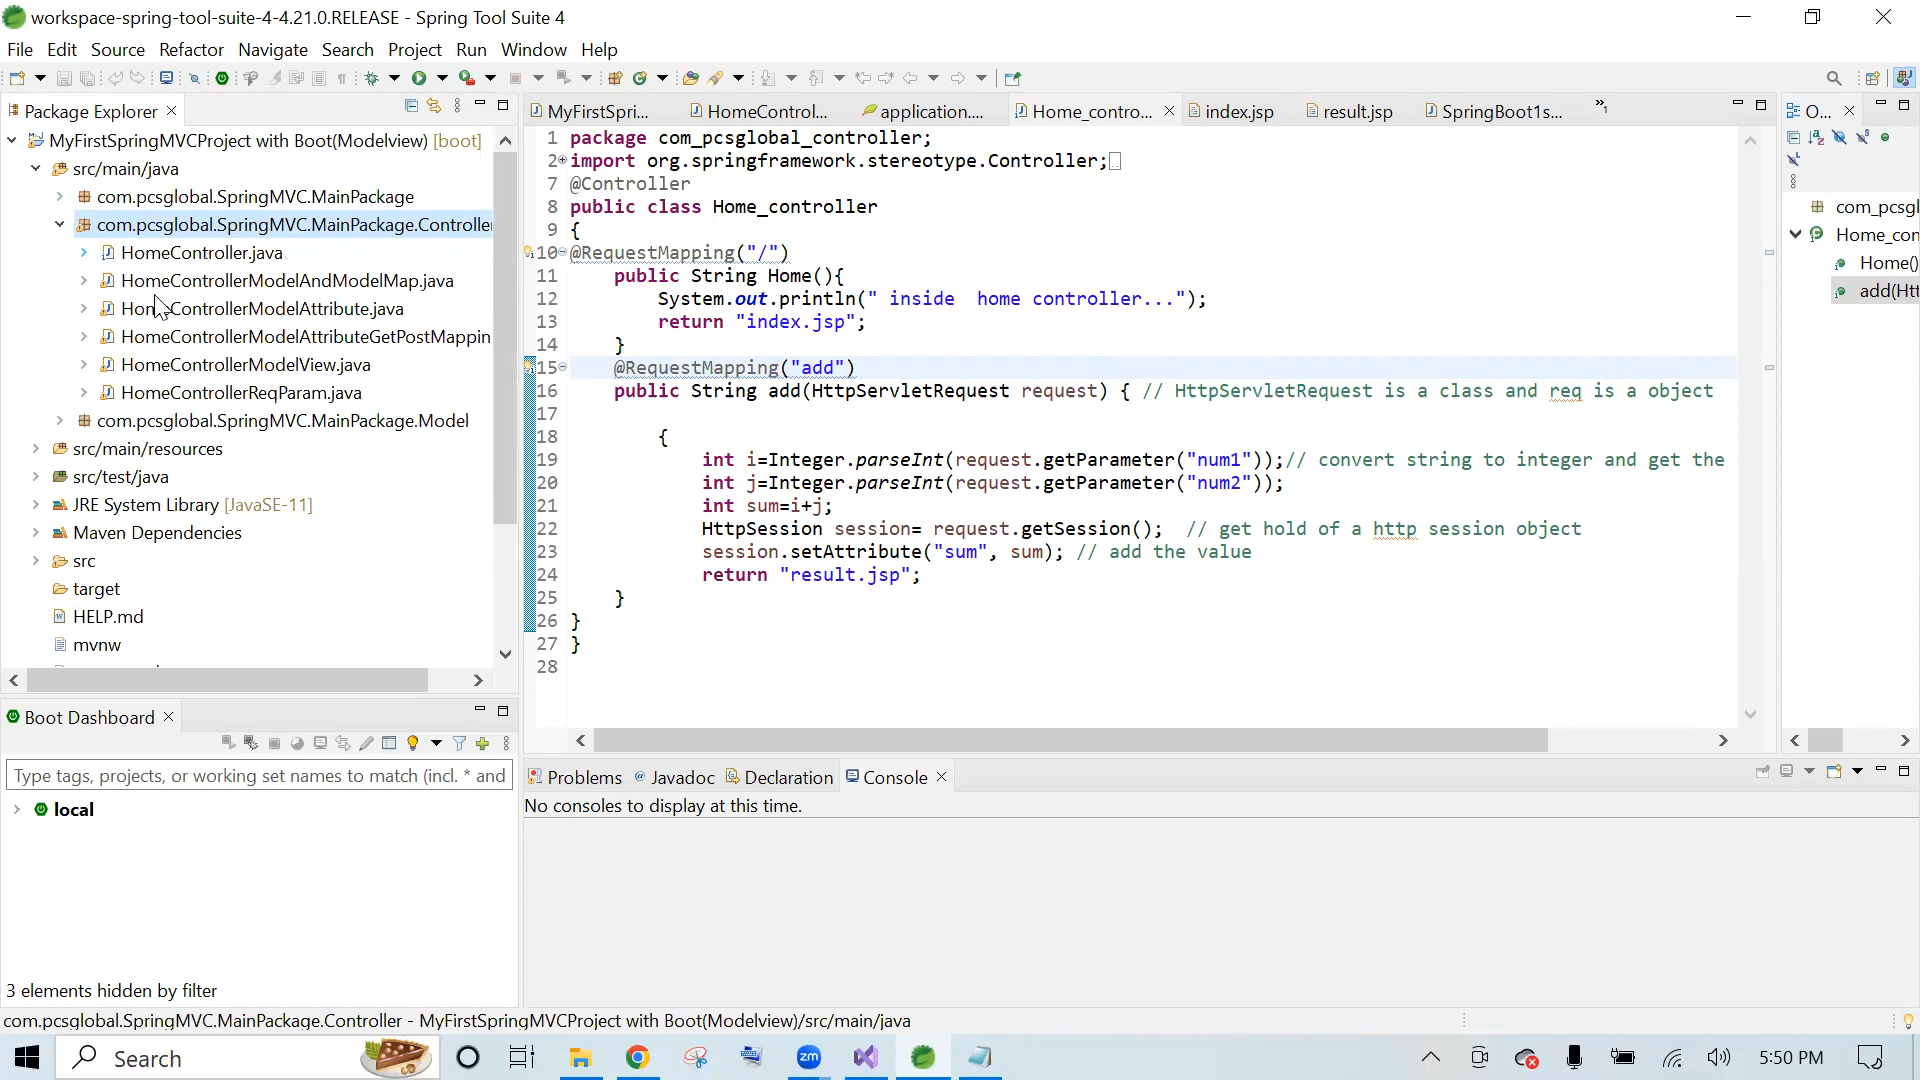 workspace-spring-tool-suite-4-4.21.0.RELEASE - Spring Tool Suite 4
File Edit Source Refactor Navigate Search Project Run Window Help
Package Explorer
MyFirstSpri...
HomeControl...
application....
Home_contro...
index.jsp
result.jsp
SpringBoot1s...
»1
O...
MyFirstSpringMVCProject with Boot(Modelview) [boot]
src/main/java
com.pcsglobal.SpringMVC.MainPackage
com.pcsglobal.SpringMVC.MainPackage.Controller
HomeController.java
HomeControllerModelAndModelMap.java
HomeControllerModelAttribute.java
HomeControllerModelAttributeGetPostMappin
HomeControllerModelView.java
HomeControllerReqParam.java
com.pcsglobal.SpringMVC.MainPackage.Model
src/main/resources
src/test/java
JRE System Library [JavaSE-11]
Maven Dependencies
src
target
HELP.md
mvnw
1 package com_pcsglobal_controller;
2 import org.springframework.stereotype.Controller;
7 @Controller
8 public class Home_controller
9 {
10 @RequestMapping("/")
11 public String Home(){
12 System.out.println(" inside  home controller...");
13 return "index.jsp";
14 }
15 @RequestMapping("add")
16 public String add(HttpServletRequest request) { // HttpServletRequest is a class and req is a object
17
18 {
19 int i=Integer.parseInt(request.getParameter("num1"));// convert string to integer and get the
20 int j=Integer.parseInt(request.getParameter("num2"));
21 int sum=i+j;
22 HttpSession session= request.getSession();  // get hold of a http session object
23 session.setAttribute("sum", sum); // add the value
24 return "result.jsp";
25 }
26 }
27 }
28
com_pcsgl
Home_con
Home()
add(Htt
Boot Dashboard
Type tags, projects, or working set names to match (incl. * and
local
3 elements hidden by filter
Problems
Javadoc
Declaration
Console
No consoles to display at this time.
com.pcsglobal.SpringMVC.MainPackage.Controller - MyFirstSpringMVCProject with Boot(Modelview)/src/main/java
Search
zm
5:50 PM